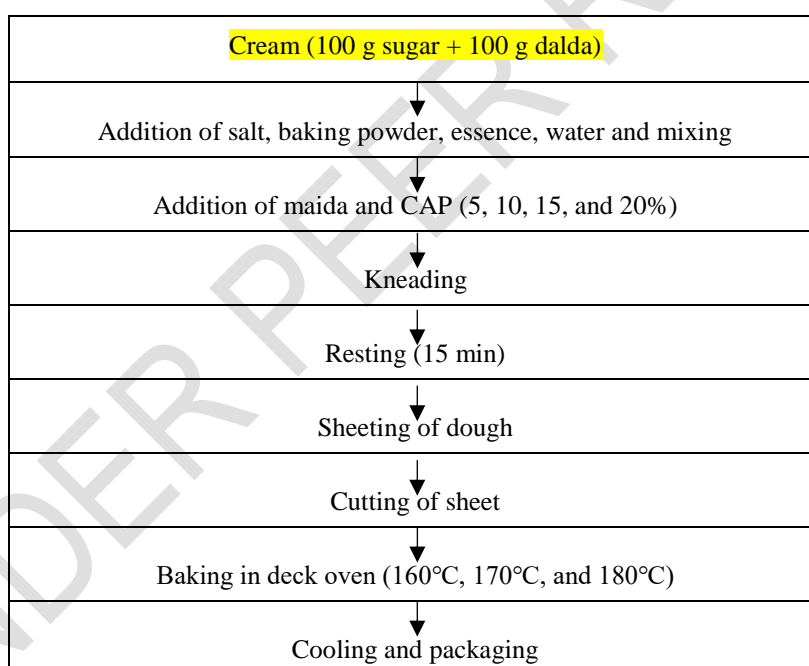 Cream (100 g sugar + 100 g dalda)
Addition of salt, baking powder, essence, water and mixing
Addition of maida and CAP (5, 10, 15, and 20%)
Kneading
Resting (15 min)
Sheeting of dough
Cutting of sheet
Baking in deck oven (160℃, 170℃, and 180℃)
Cooling and packaging
NDER PEER R